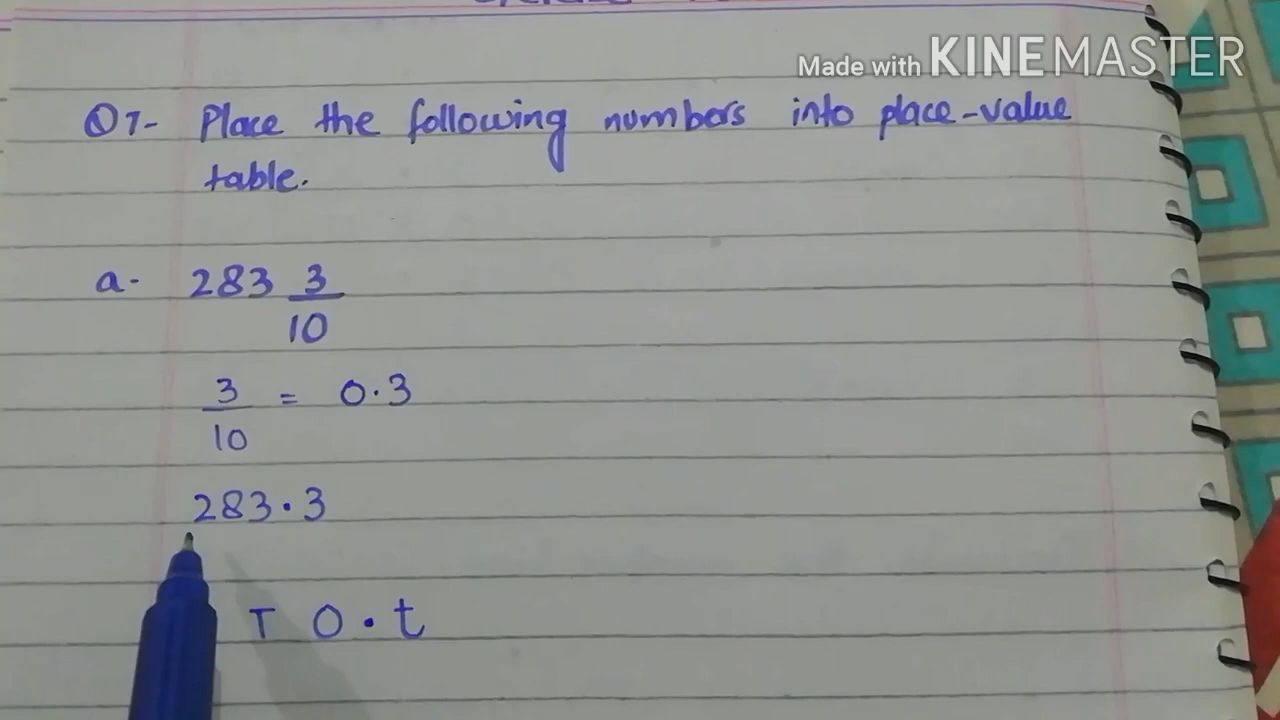 Made with KINEMASTER
Q1- Place the following numbers into place-value
table.
a- 283 3/10
3/10 = 0.3
283.3
T O . t